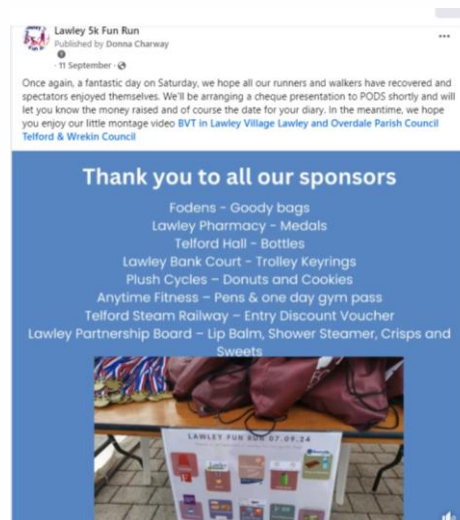 Lawley 5k Fun Run
Published by Donna Charway
· 11 September ·
Once again, a fantastic day on Saturday, we hope all our runners and walkers have recovered and
spectators enjoyed themselves. We'll be arranging a cheque presentation to PODS shortly and will
let you know the money raised and of course the date for your diary. In the meantime, we hope
you enjoy our little montage video BVT in Lawley Village Lawley and Overdale Parish Council
Telford & Wrekin Council
Thank you to all our sponsors
Fodens - Goody bags
Lawley Pharmacy - Medals
Telford Hall - Bottles
Lawley Bank Court - Trolley Keyrings
Plush Cycles – Donuts and Cookies
Anytime Fitness – Pens & one day gym pass
Telford Steam Railway – Entry Discount Voucher
Lawley Partnership Board – Lip Balm, Shower Steamer, Crisps and
Sweets
LAWLEY FUN RUN 07.09.24